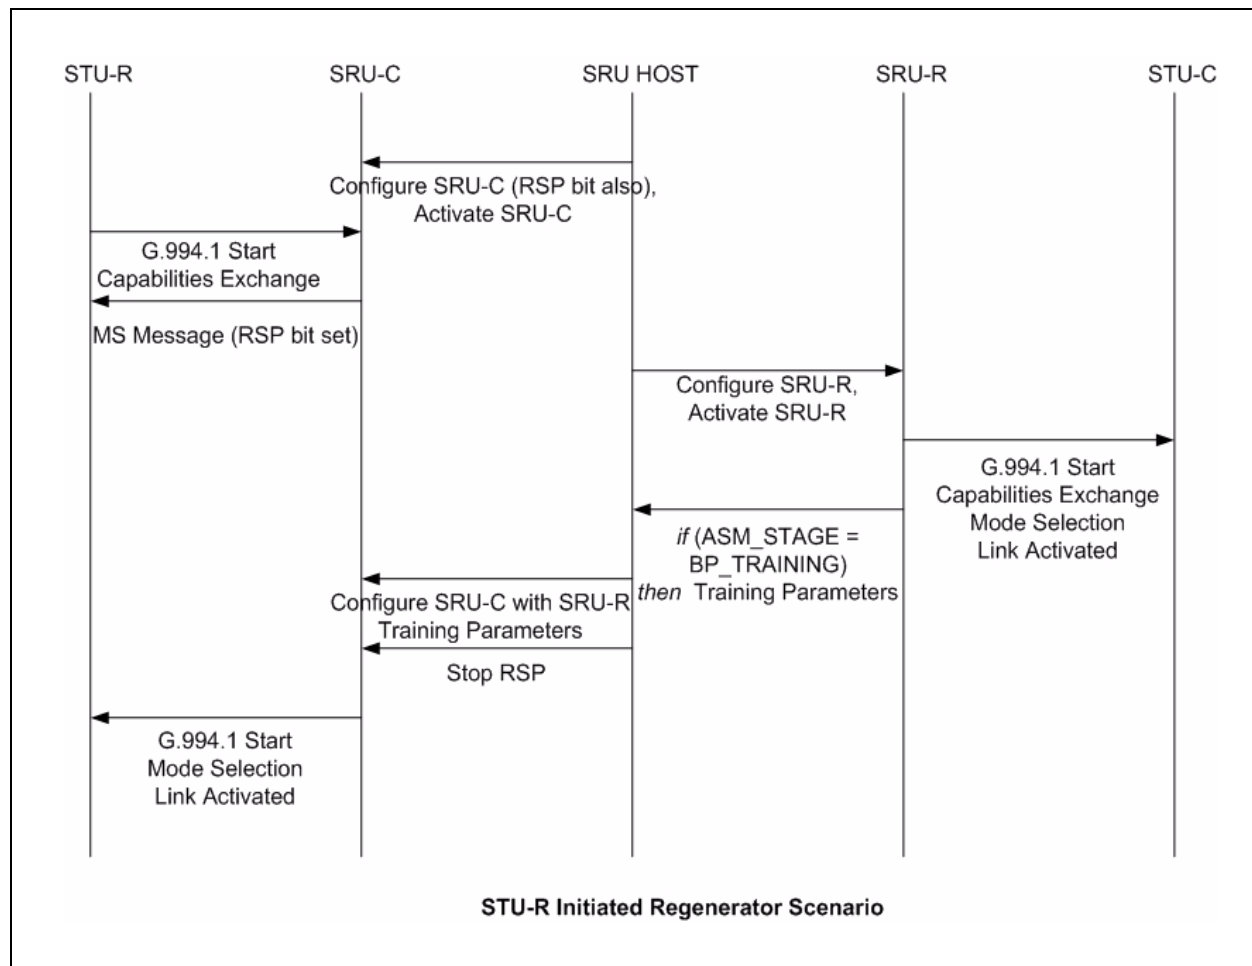 STU-R SRU-C SRU HOST SRU-R STU-C
Configure SRU-C (RSP bit also),
Activate SRU-C
G.994.1 Start
Capabilities Exchange
MS Message (RSP bit set)
Configure SRU-R,
Activate SRU-R
G.994.1 Start
Capabilities Exchange
Mode Selection
Link Activated
if (ASM_STAGE =
BP_TRAINING)
then Training Parameters
Configure SRU-C with SRU-R
Training Parameters
Stop RSP
G.994.1 Start
Mode Selection
Link Activated
STU-R Initiated Regenerator Scenario